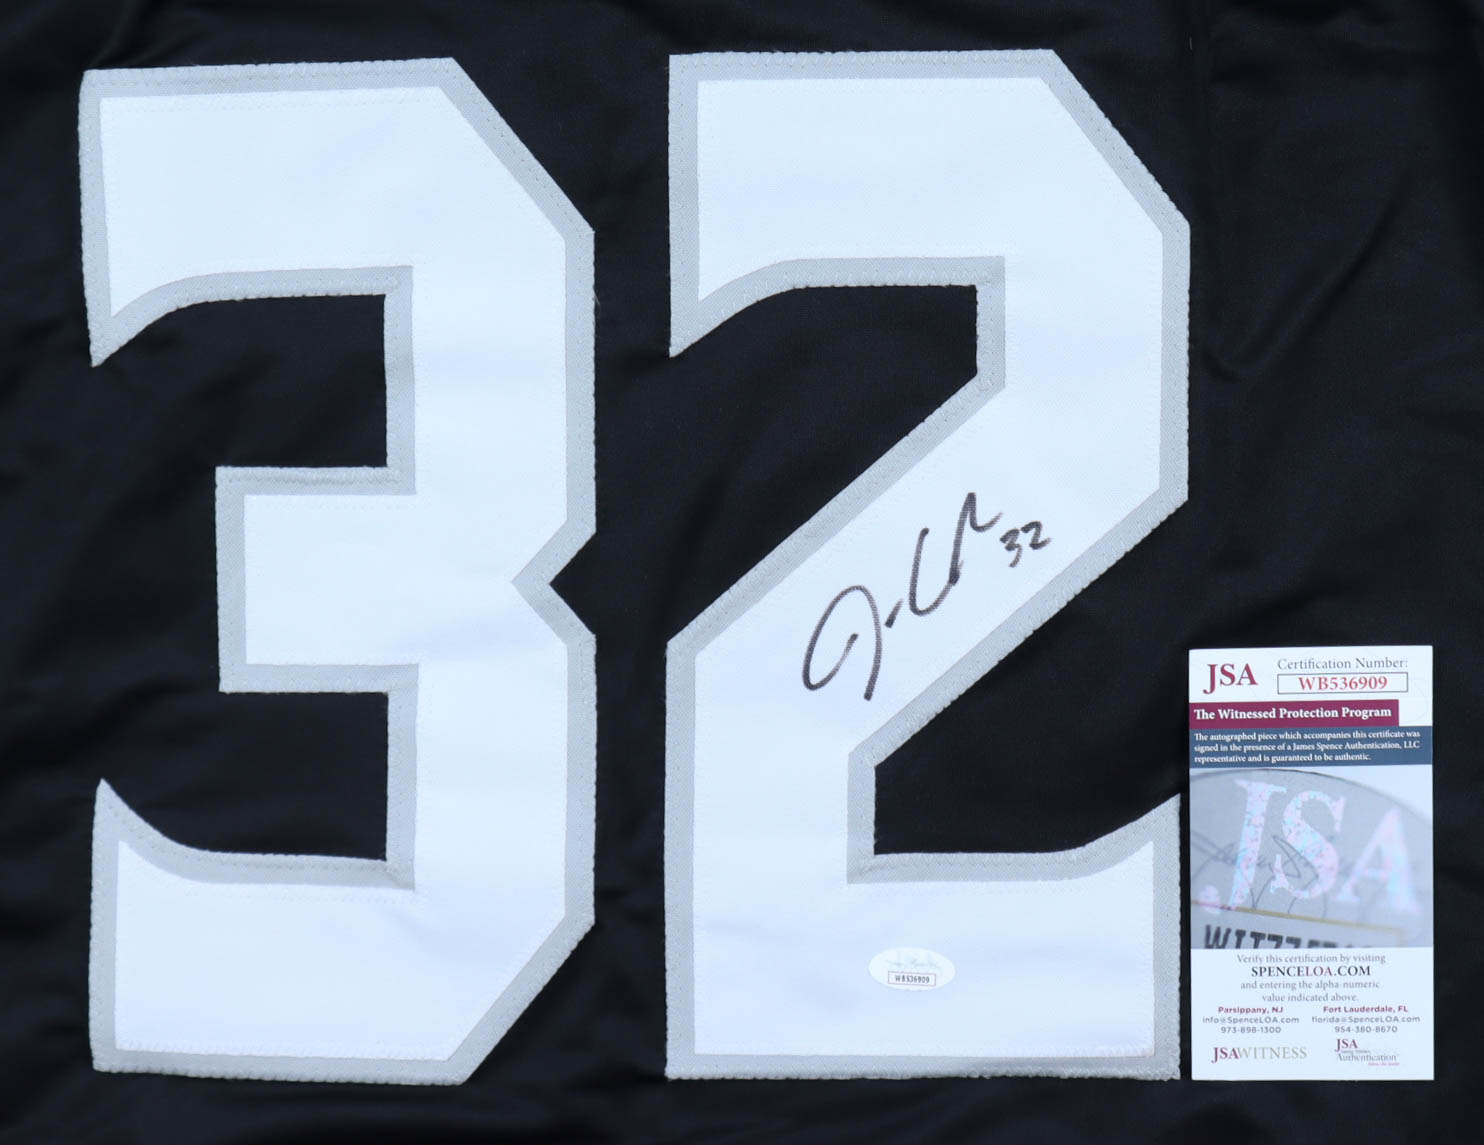 32
32
WB536909
JSA
Certification Number:
WB536909
The Witnessed Protection Program
The autographed piece which accompanies this certificate was
signed in the presence of a James Spence Authentication, LLC
representative and is guaranteed to be authentic.
JSA
Verify this certification by visiting
SPENCELOA.COM
and entering the alpha-numeric
value indicated above.
Parsippany, NJ
info@SpenceLOA.com
973-898-1300
Fort Lauderdale, FL
florida@SpenceLOA.com
954-380-8670
JSAWITNESS
JSA
Authentication